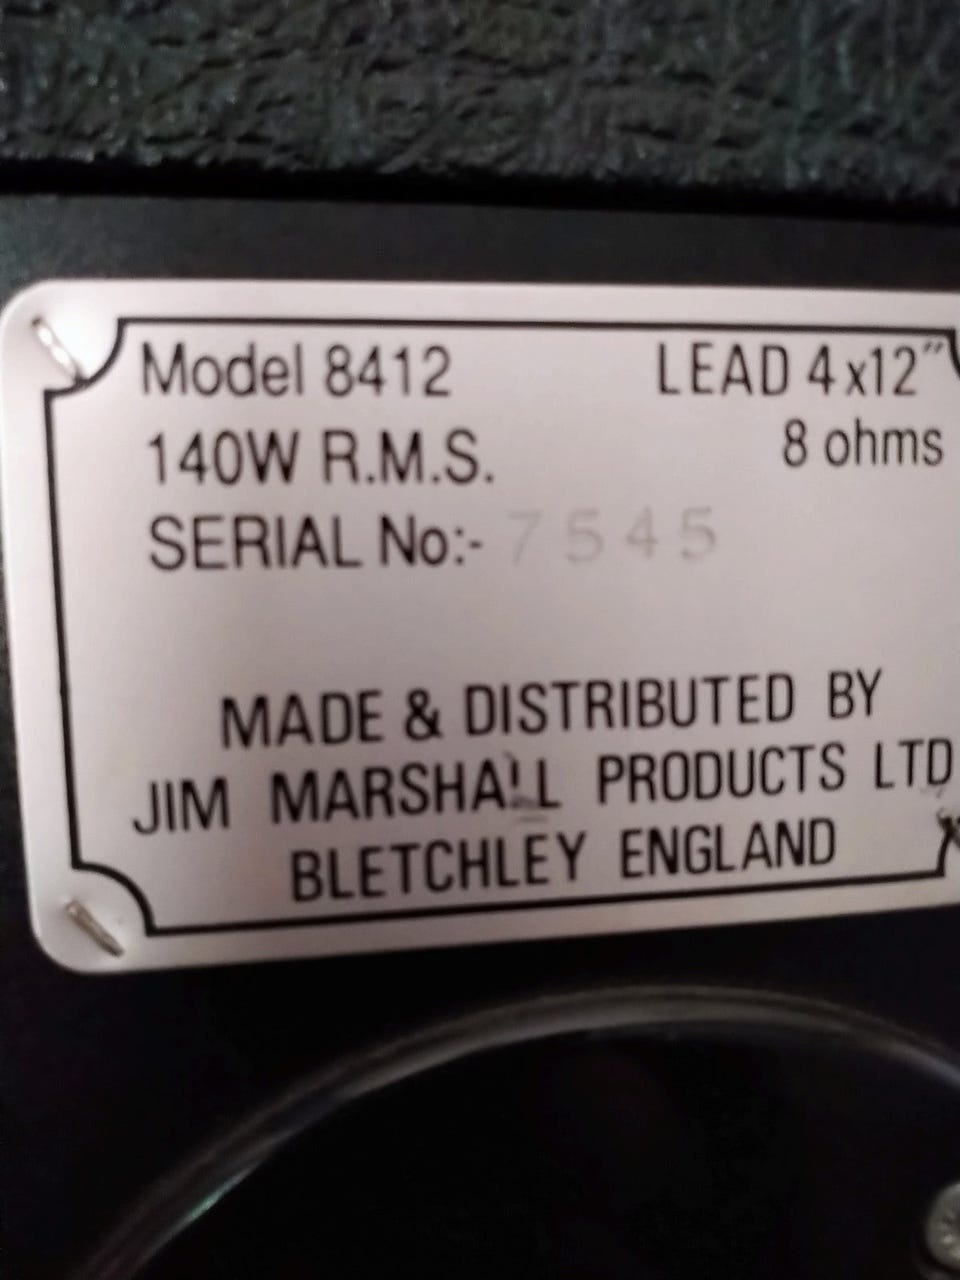 Model 8412 LEAD 4x12"
140W R.M.S. 8 ohms
SERIAL No:- 7545
MADE & DISTRIBUTED BY
JIM MARSHALL PRODUCTS LTD
BLETCHLEY ENGLAND